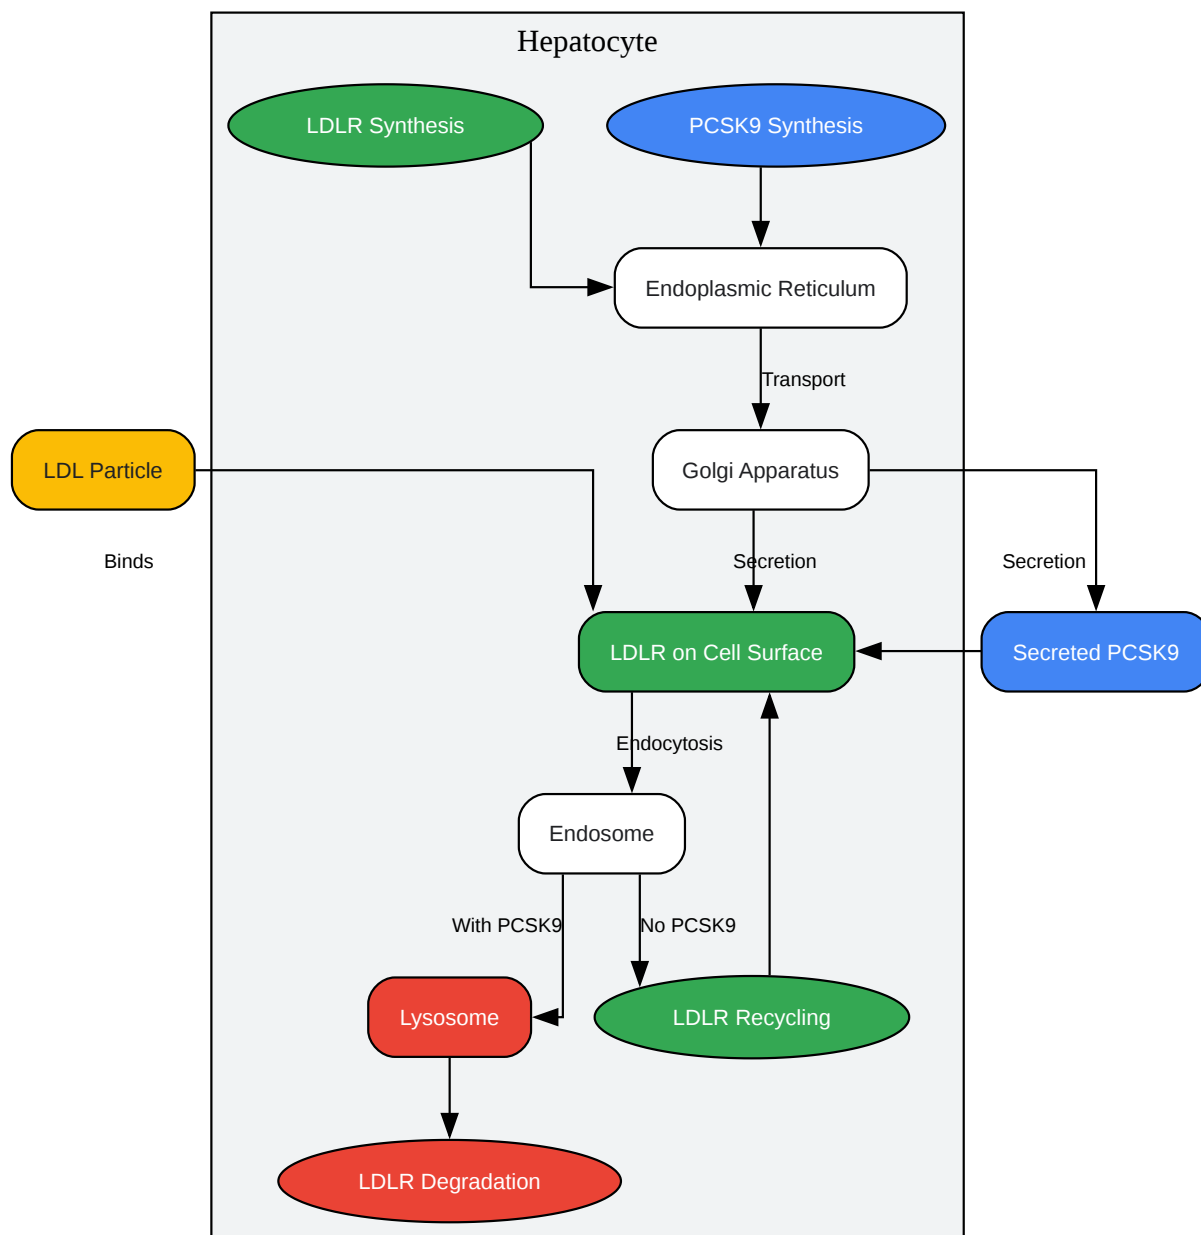 Hepatocyte
LDLR Synthesis
PCSK9 Synthesis
Endoplasmic Reticulum
Transport
LDL Particle
Golgi Apparatus
Binds
Secretion
Secretion
LDLR on Cell Surface
Secreted PCSK9
Endocytosis
Endosome
With PCSK9
No PCSK9
Lysosome
LDLR Recycling
LDLR Degradation